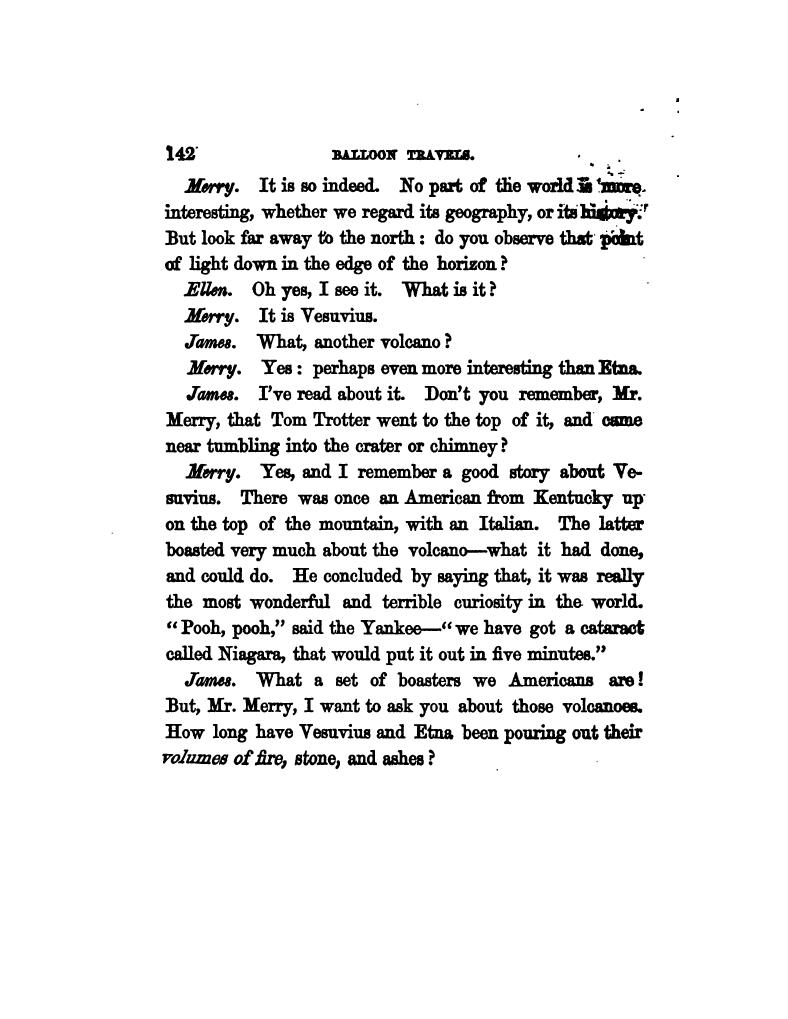 142 BALLOON TRAVELS.
Merry. It is so indeed. No part of the world is more
interesting, whether we regard its geography, or its history.
But look far away to the north: do you observe that point
of light down in the edge of the horizon?
Ellen. Oh yes, I see it. What is it?
Merry. It is Vesuvius.
James. What, another volcano?
Merry. Yes: perhaps even more interesting than Etna.
James. I've read about it. Don't you remember, Mr.
Merry, that Tom Trotter went to the top of it, and came
near tumbling into the crater or chimney?
Merry. Yes, and I remember a good story about Ve-
suvius. There was once an American from Kentucky up
on the top of the mountain, with an Italian. The latter
boasted very much about the volcano—what it had done,
and could do. He concluded by saying that, it was really
the most wonderful and terrible curiosity in the world.
"Pooh, pooh," said the Yankee—"we have got a cataract
called Niagara, that would put it out in five minutes."
James. What a set of boasters we Americans are!
But, Mr. Merry, I want to ask you about those volcanoes.
How long have Vesuvius and Etna been pouring out their
volumes of fire, stone, and ashes?